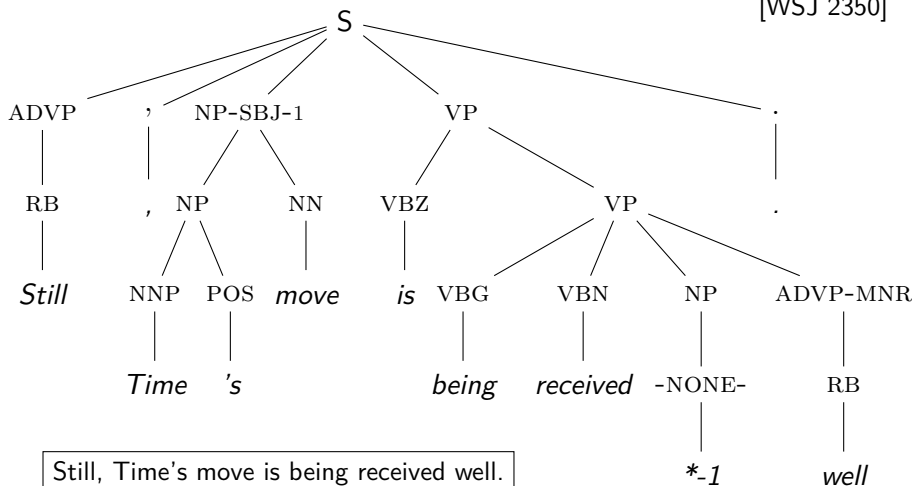 [WSJ 2350]
S
ADVP , NP-SBJ-1 VP .
RB , NP NN VBZ VP .
Still NNP POS move is VBG VBN NP ADVP-MNR
Time 's being received -NONE- RB
Still, Time's move is being received well. *-1 well